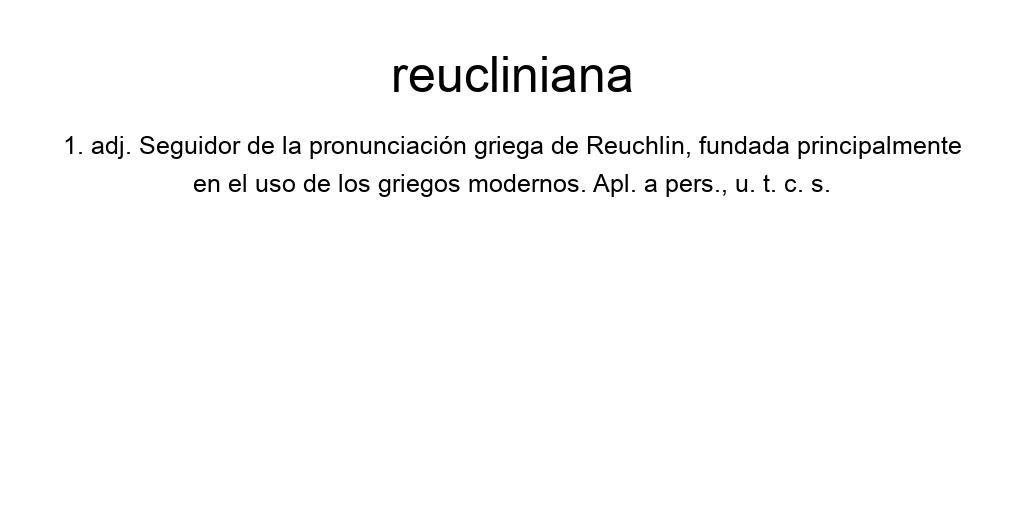 reucliniana
1. adj. Seguidor de la pronunciación griega de Reuchlin, fundada principalmente
en el uso de los griegos modernos. Apl. a pers., u. t. c. s.